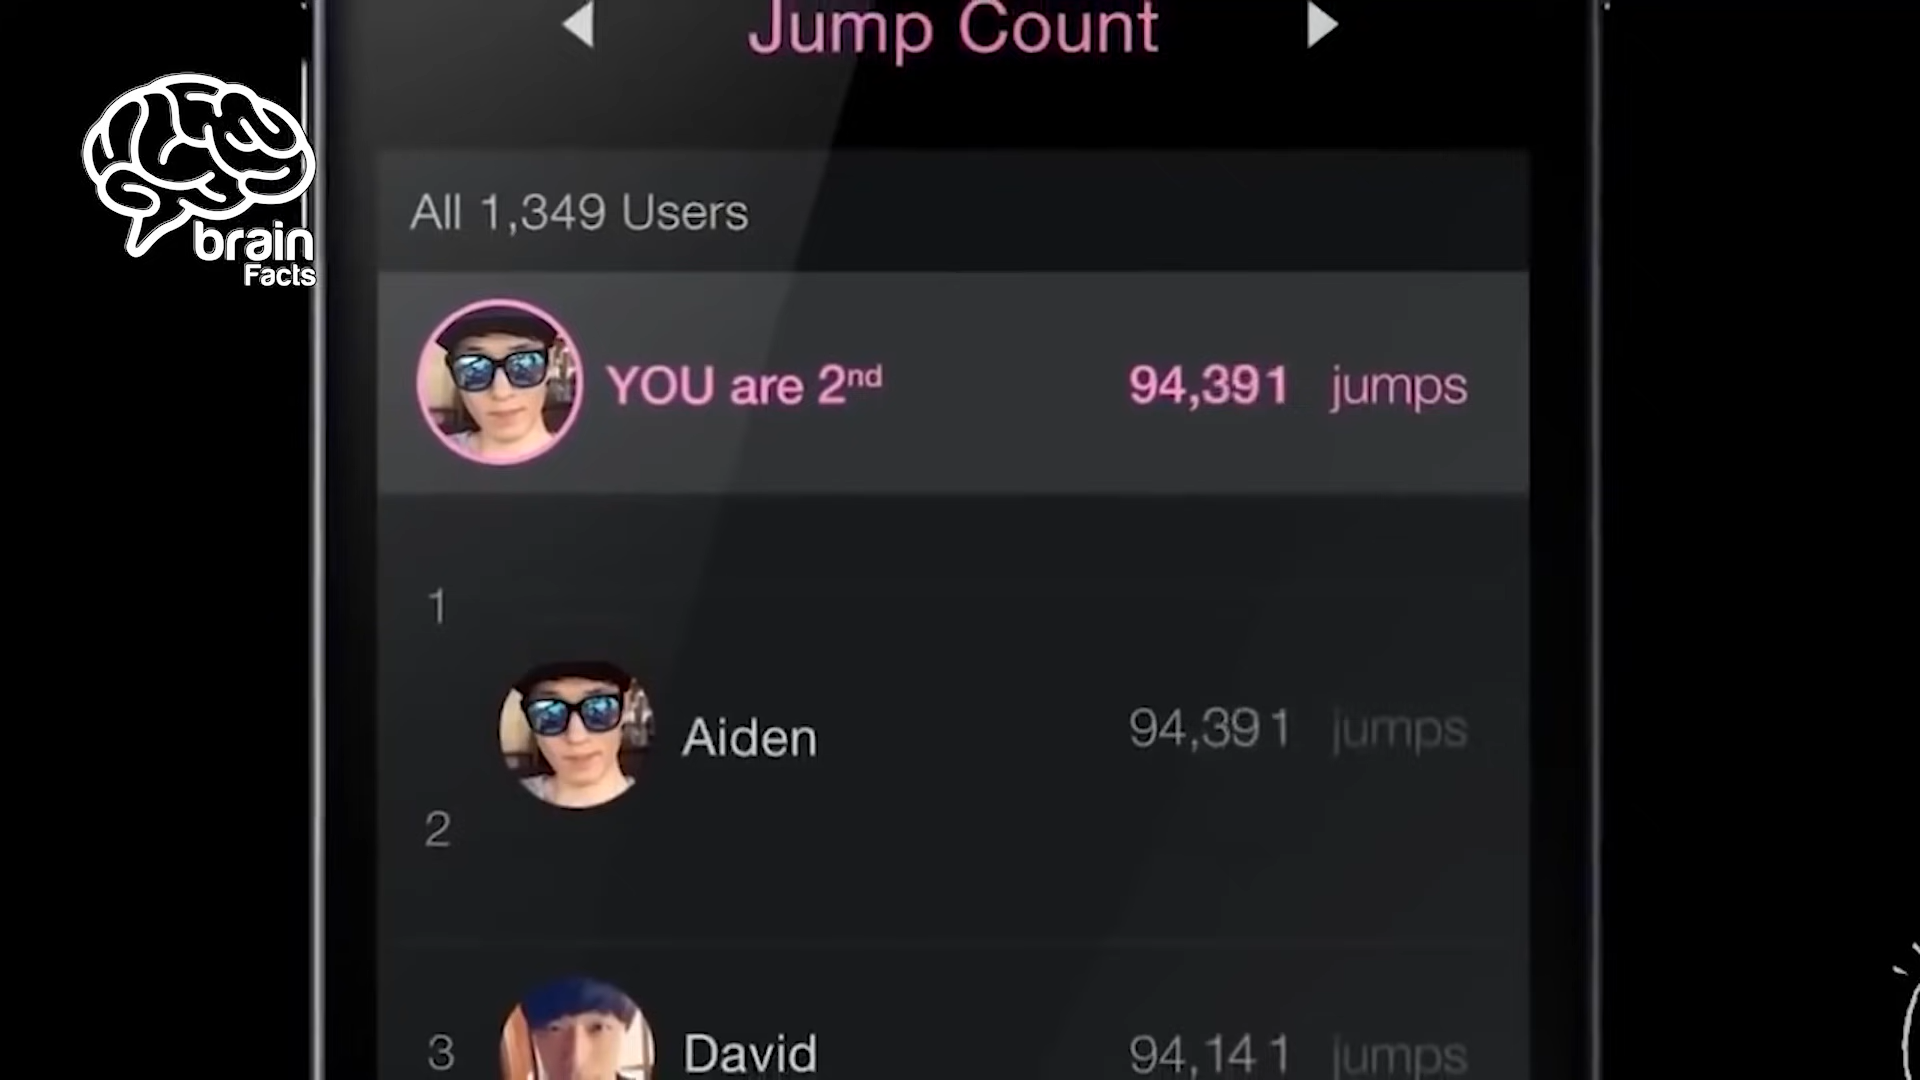 Jump Count
brain
Facts
All 1,349 Users
YOU are 2nd 94,391 jumps
1
Aiden 94,391 jumps
2
3 David 94,141 jumps